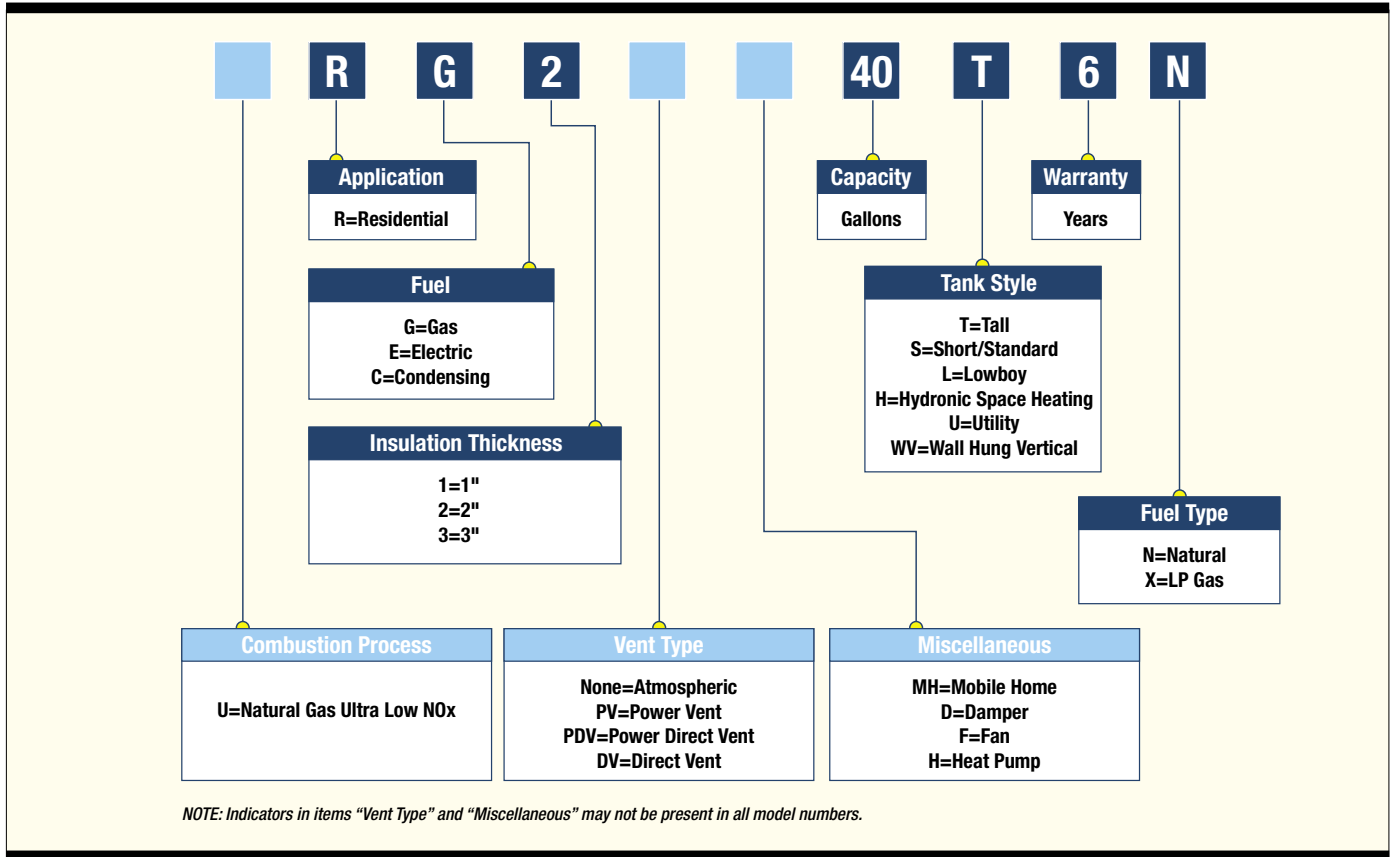 R G 2 40 T 6 N
Application
R=Residential
Capacity
Gallons
Warranty
Years
Fuel
G=Gas
E=Electric
C=Condensing
Tank Style
T=Tall
S=Short/Standard
L=Lowboy
H=Hydronic Space Heating
U=Utility
WV=Wall Hung Vertical
Insulation Thickness
1=1"
2=2"
3=3"
Fuel Type
N=Natural
X=LP Gas
Combustion Process
U=Natural Gas Ultra Low NOx
Vent Type
None=Atmospheric
PV=Power Vent
PDV=Power Direct Vent
DV=Direct Vent
Miscellaneous
MH=Mobile Home
D=Damper
F=Fan
H=Heat Pump
NOTE: Indicators in items “Vent Type” and “Miscellaneous” may not be present in all model numbers.